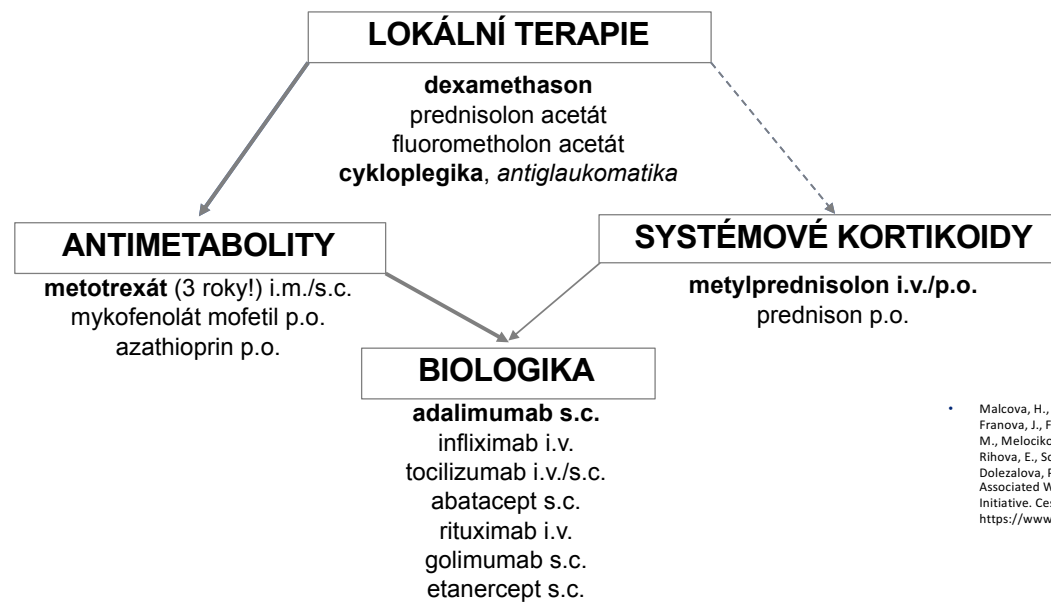 LOKÁLNÍ TERAPIE
dexamethason
prednisolon acetát
fluorometholon acetát
cykloplegika, antiglaukomatika
ANTIMETABOLITY
metotrexát (3 roky!) i.m./s.c.
mykofenolát mofetil p.o.
azathioprin p.o.
SYSTÉMOVÉ KORTIKOIDY
metylprednisolon i.v./p.o.
prednison p.o.
BIOLOGIKA
adalimumab s.c.
infliximab i.v.
tocilizumab i.v./s.c.
abatacept s.c.
rituximab i.v.
golimumab s.c.
etanercept s.c.
• Malcova, H.,
Franova, J., F
M., Melociko
Rihova, E., Sc
Dolezalova, P
Associated W
Initiative. Ces
https://www